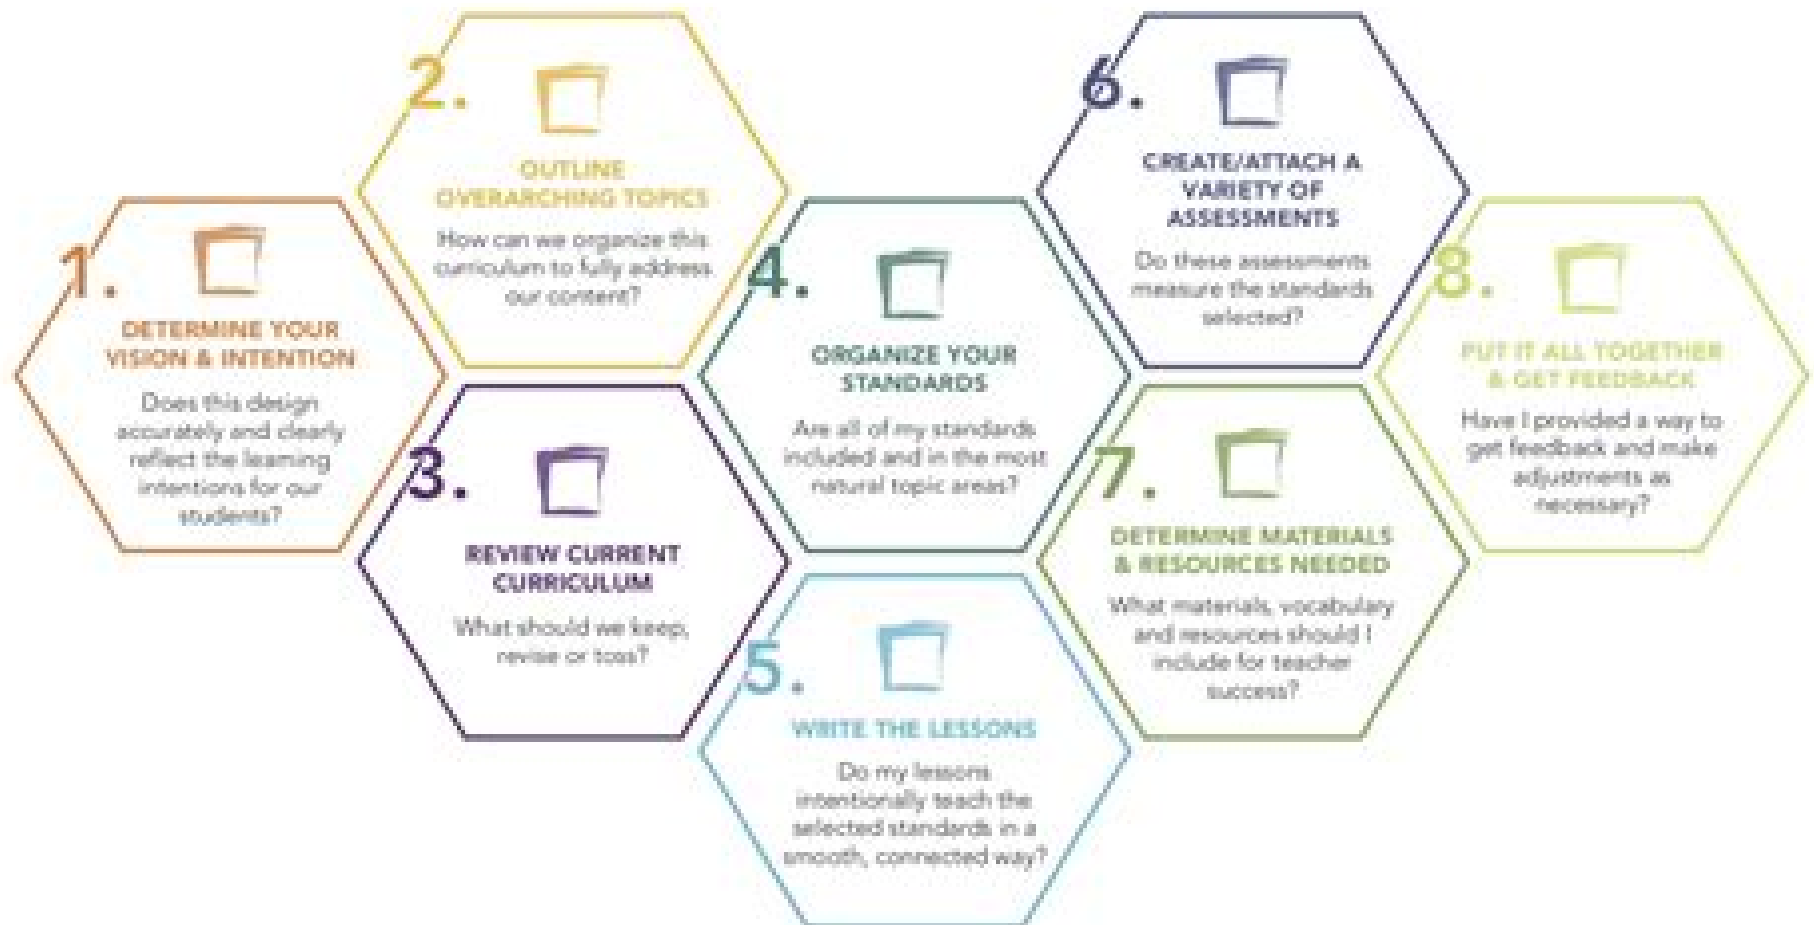 1.
DETERMINE YOUR
VISION & INTENTION
Does this design
accurately and clearly
reflect the learning
intentions for our
students?
2.
OUTLINE
OVERARCHING TOPICS
How can we organize this
curriculum to fully address
our content?
3.
REVIEW CURRENT
CURRICULUM
What should we keep,
revise or toss?
4.
ORGANIZE YOUR
STANDARDS
Are all of my standards
included and in the most
natural topic areas?
5.
WRITE THE LESSONS
Do my lessons
intentionally teach the
selected standards in a
smooth, connected way?
6.
CREATE/ATTACH A
VARIETY OF
ASSESSMENTS
Do these assessments
measure the standards
selected?
7.
DETERMINE MATERIALS
& RESOURCES NEEDED
What materials, vocabulary
and resources should I
include for teacher
success?
8.
PUT IT ALL TOGETHER
& GET FEEDBACK
Have I provided a way to
get feedback and make
adjustments as
necessary?